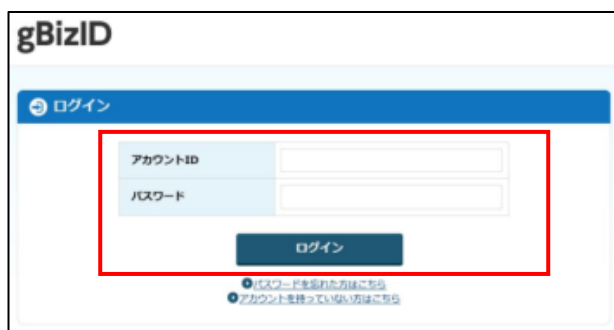 gBizID
ログイン
アカウントID
パスワード
ログイン
パスワードを忘れた方はこちら
アカウントを持っていない方はこちら